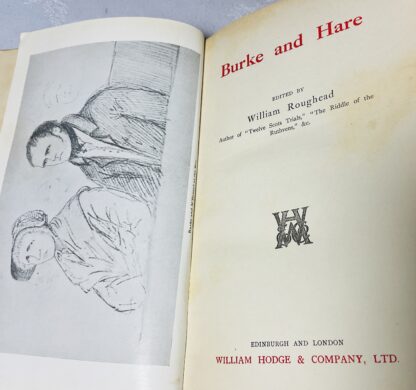 Burke and Hare
EDITED BY
William Roughead
Author of "Twelve Scots Trials," "The Riddle of the
Ruthvens," &c.
EDINBURGH AND LONDON
WILLIAM HODGE & COMPANY, LTD.